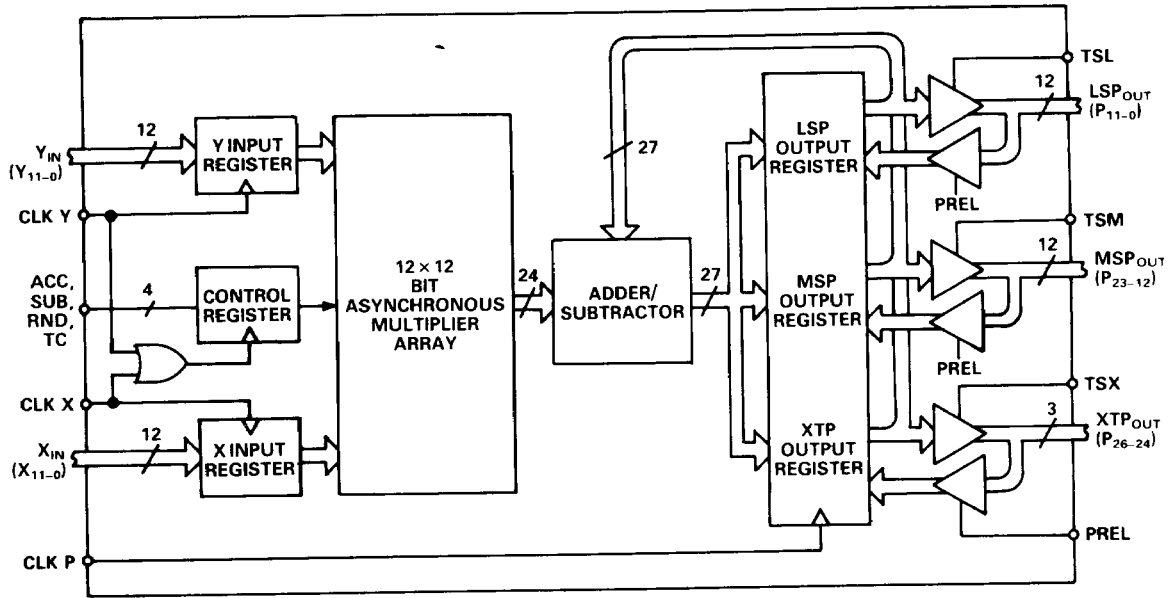 Y_IN
(Y_11–0)
12
Y INPUT
REGISTER
CLK Y
ACC,
SUB,
RND,
TC
4
CONTROL
REGISTER
CLK X
X_IN
(X_11–0)
12
X INPUT
REGISTER
CLK P
12 × 12
BIT
ASYNCHRONOUS
MULTIPLIER
ARRAY
24
ADDER/
SUBTRACTOR
27
27
LSP
OUTPUT
REGISTER
MSP
OUTPUT
REGISTER
XTP
OUTPUT
REGISTER
TSL
12
LSP_OUT
(P_11–0)
PREL
TSM
12
MSP_OUT
(P_23–12)
PREL
TSX
3
XTP_OUT
(P_26–24)
PREL